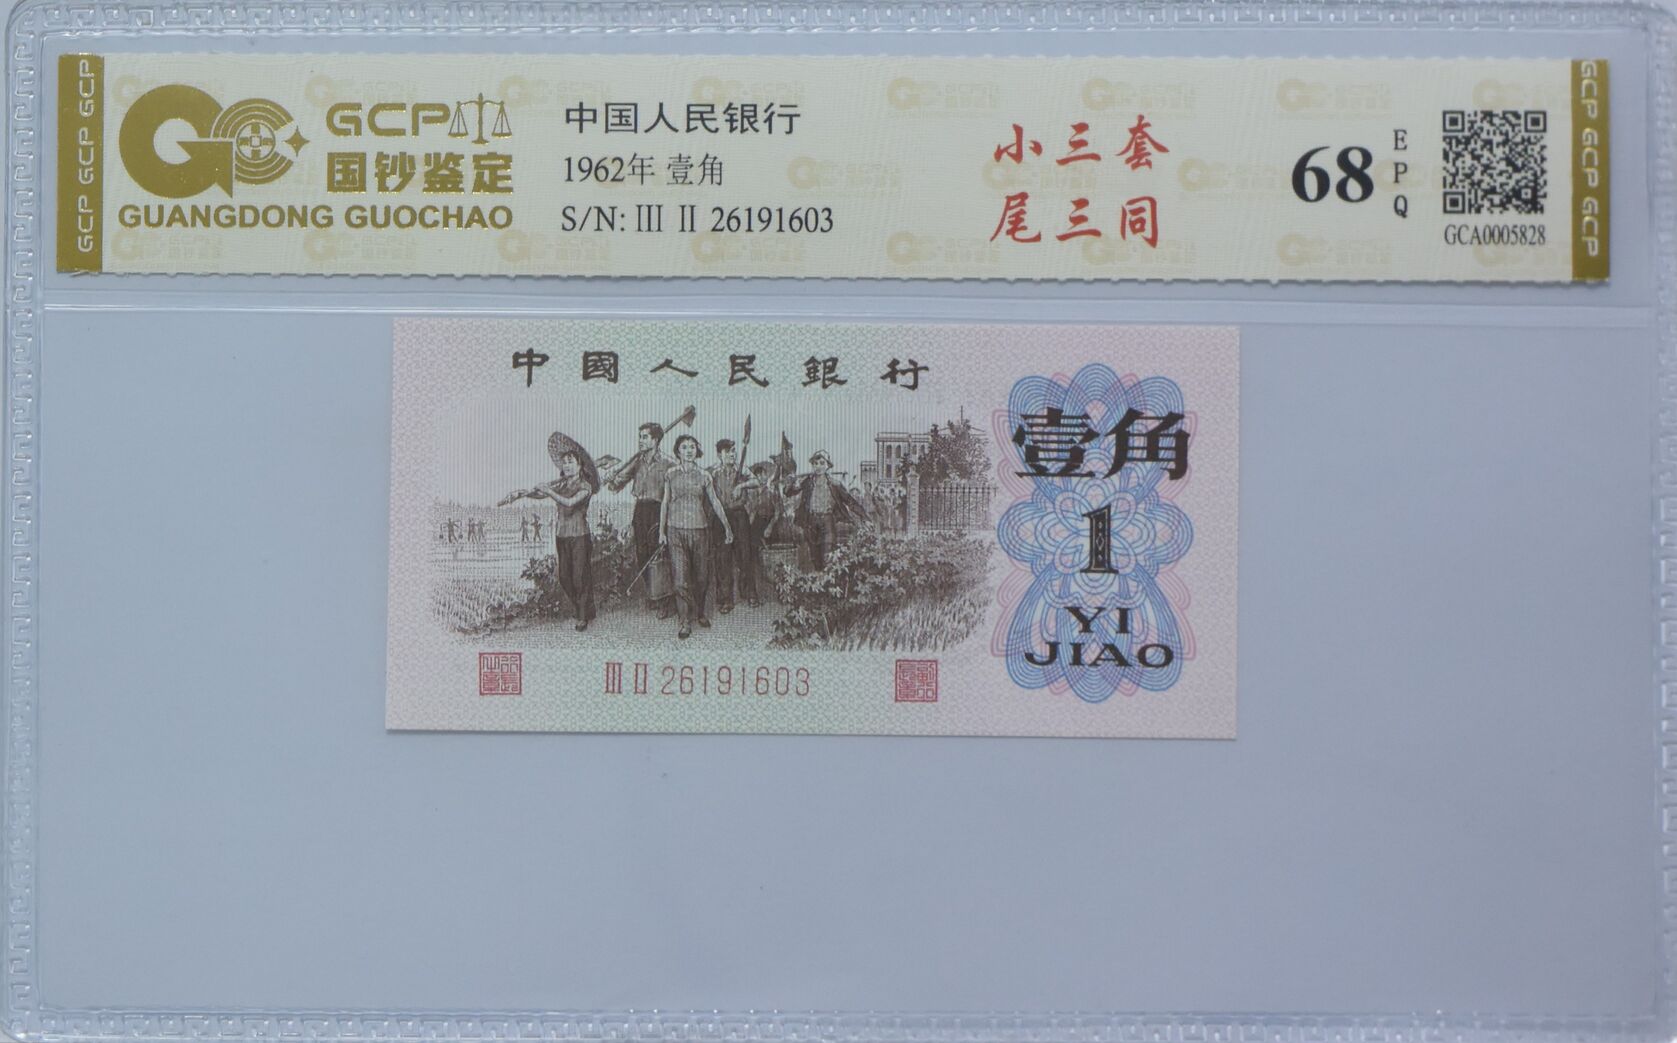 GCP GCP GCP
GCP
国钞鉴定
GUANGDONG GUOCHAO
中国人民银行
1962年 壹角
S/N: III II 26191603
小三套
尾三同
68
EPQ
GCA0005828
GCP GCP GCP
中國人民銀行
壹角
1
YI
JIAO
III II 26191603